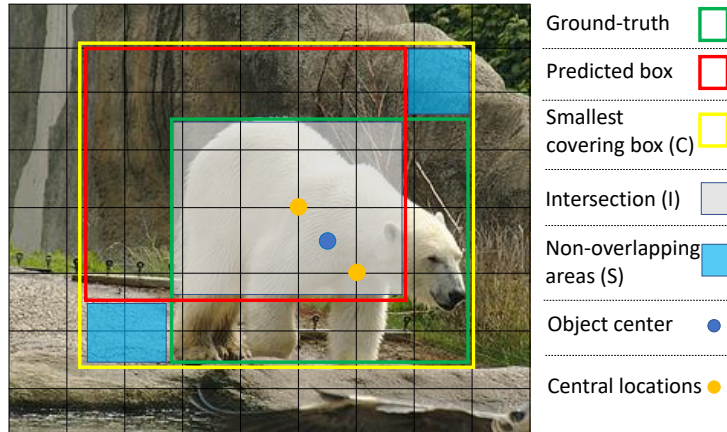 Ground-truth
Predicted box
Smallest
covering box (C)
Intersection (I)
Non-overlapping
areas (S)
Object center
Central locations